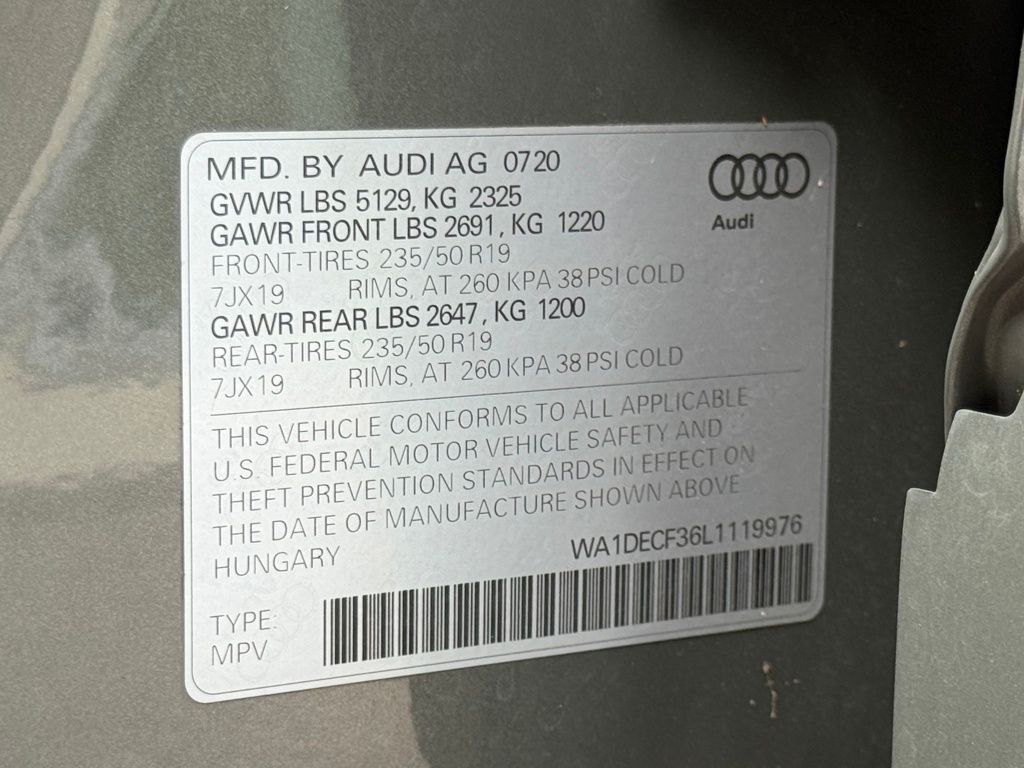 MFD. BY AUDI AG 0720
GVWR LBS 5129, KG 2325
GAWR FRONT LBS 2691, KG 1220
FRONT-TIRES 235/50 R19
7JX19 RIMS, AT 260 KPA 38 PSI COLD
GAWR REAR LBS 2647, KG 1200
REAR-TIRES 235/50 R19
7JX19 RIMS, AT 260 KPA 38 PSI COLD
Audi
THIS VEHICLE CONFORMS TO ALL APPLICABLE
U.S. FEDERAL MOTOR VEHICLE SAFETY AND
THEFT PREVENTION STANDARDS IN EFFECT ON
THE DATE OF MANUFACTURE SHOWN ABOVE
HUNGARY
WA1DECF36L1119976
TYPE:
MPV